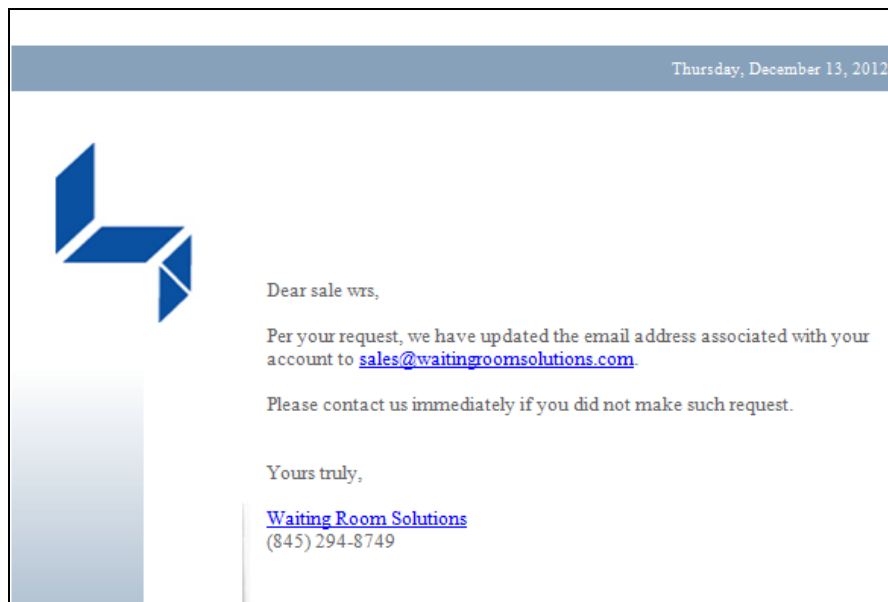 Thursday, December 13, 2012
Dear sale wrs,
Per your request, we have updated the email address associated with your
account to sales@waitingroomsolutions.com.
Please contact us immediately if you did not make such request.
Yours truly,
Waiting Room Solutions
(845) 294-8749